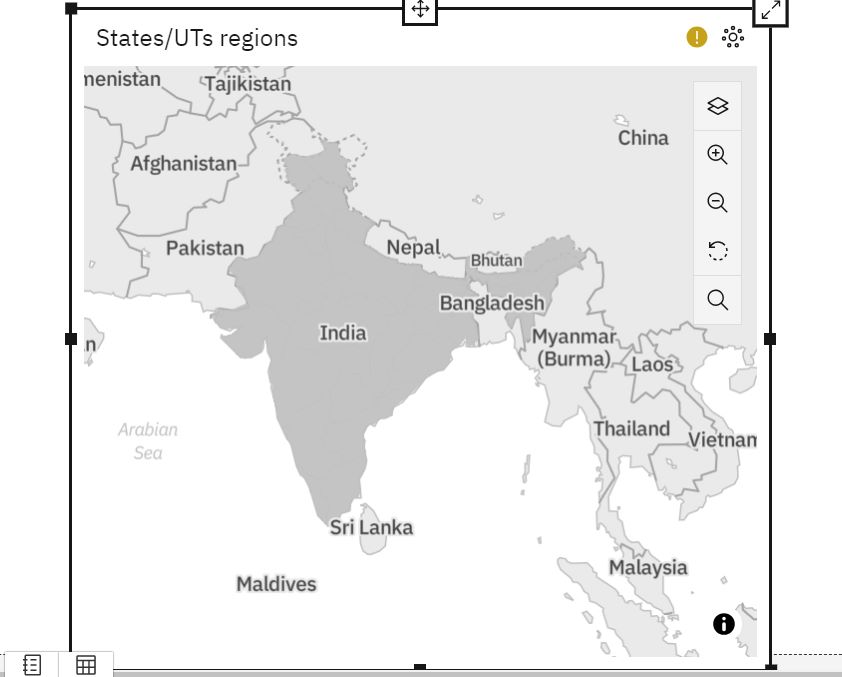 States/UTs regions
menistan
Tajikistan
China
Afghanistan
Pakistan
Nepal
Bhutan
Bangladesh
India
Myanmar
(Burma)
Laos
n
Arabian
Sea
Thailand
Vietnam
Sri Lanka
Malaysia
Maldives